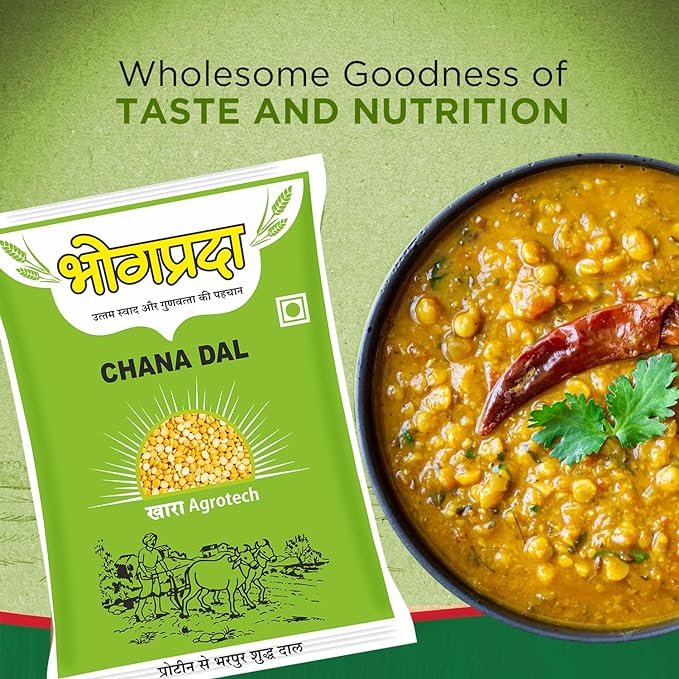 Wholesome Goodness of
TASTE AND NUTRITION
भोगप्रदा
उत्तम स्वाद और गुणवत्ता की पहचान
CHANA DAL
खारा Agrotech
प्रोटीन से भरपूर शुद्ध दाल